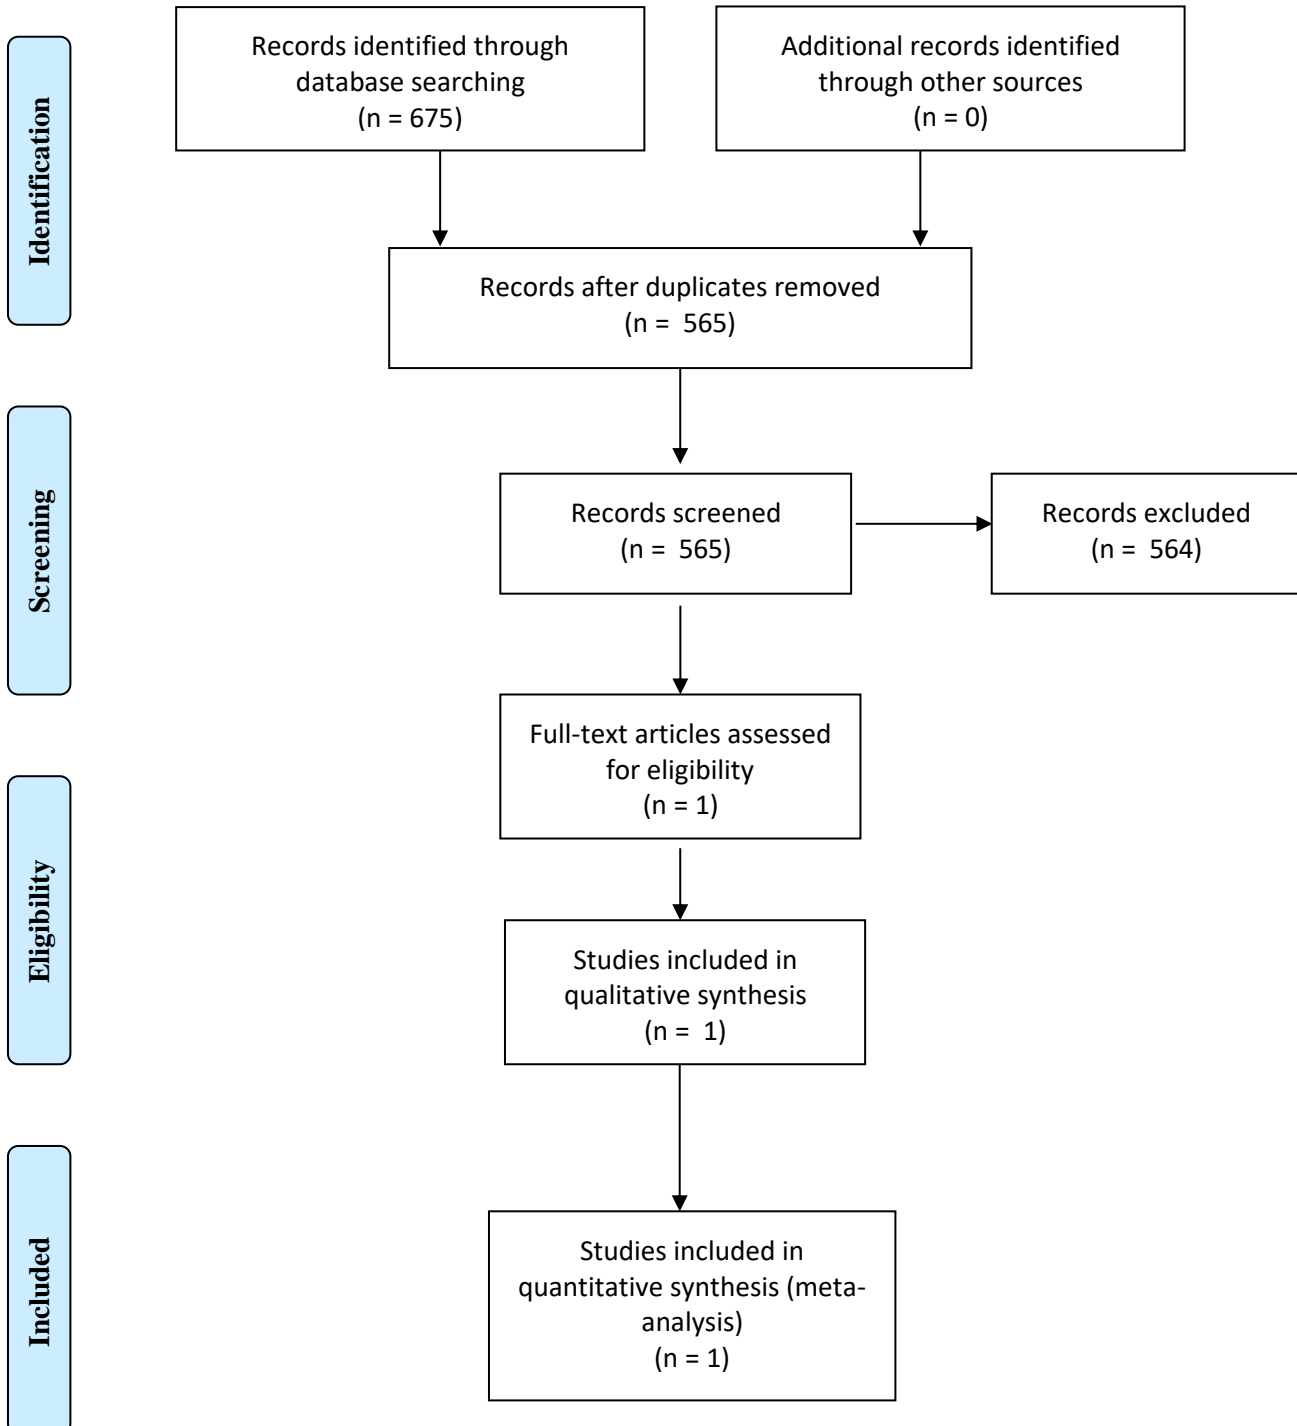 Identification
Records identified through
database searching
(n = 675)
Additional records identified
through other sources
(n = 0)
Records after duplicates removed
(n = 565)
Screening
Records screened
(n = 565)
Records excluded
(n = 564)
Full-text articles assessed
for eligibility
(n = 1)
Eligibility
Studies included in
qualitative synthesis
(n = 1)
Included
Studies included in
quantitative synthesis (meta-
analysis)
(n = 1)